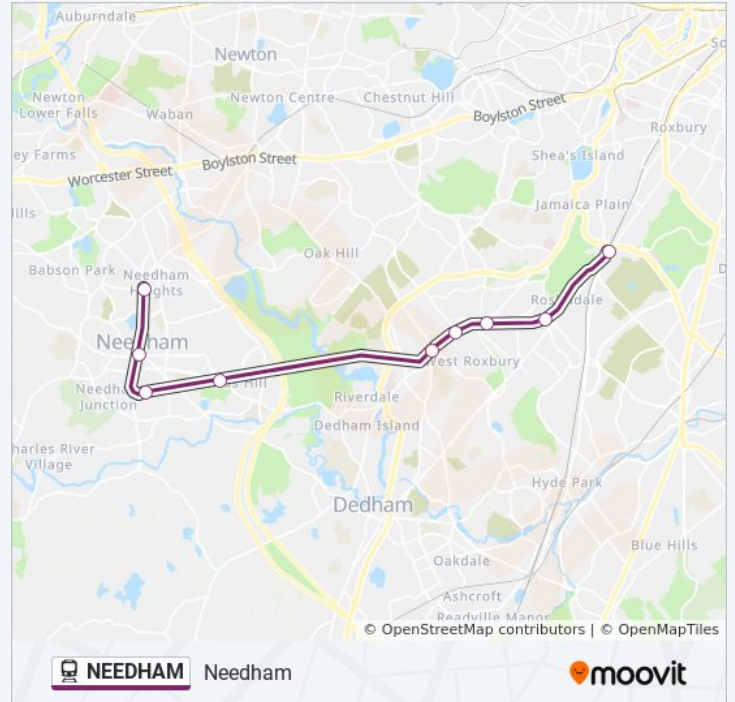 Auburndale
Newton
Newton
Lower Falls
Newton Centre
Chestnut Hill
Waban
Boylston Street
Roxbury
ey Farms
Boylston Street
Shea's Island
Worcester Street
Jamaica Plain
Oak Hill
Babson Park
Needham
Heights
Needham
West Roxbury
Needham
Junction
Riverdale
Dedham Island
harles River
Village
Hyde Park
Dedham
Blue Hills
Oakdale
Ashcroft
Readville Manor
© OpenStreetMap contributors | © OpenMapTiles
NEEDHAM Needham
moovit